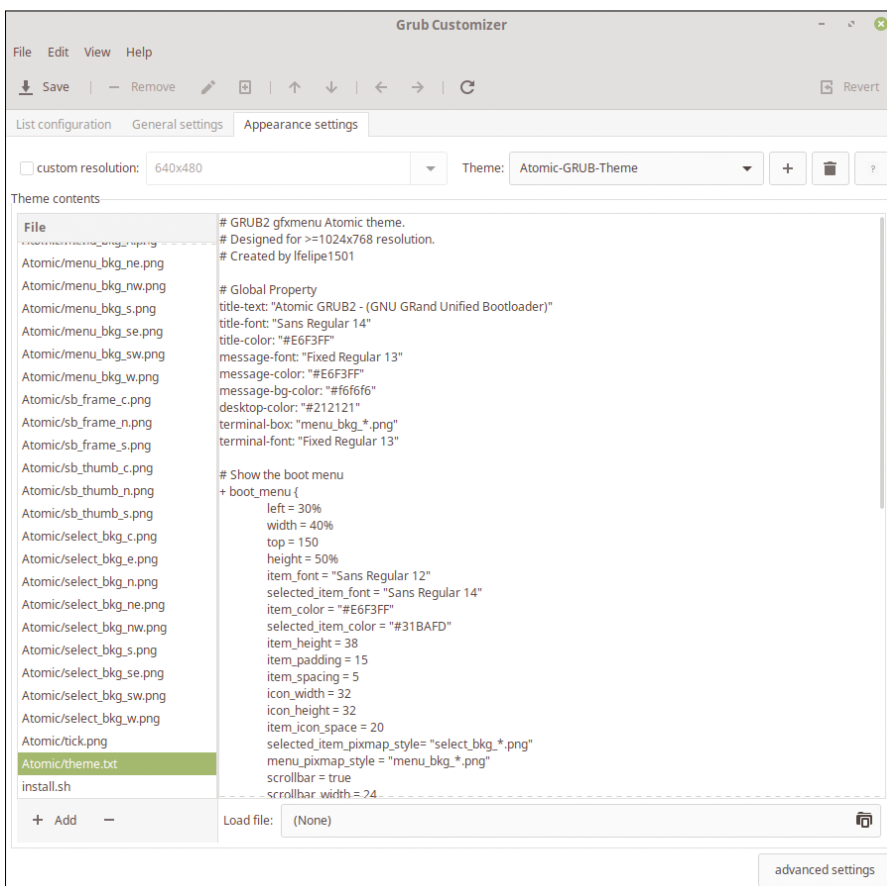 Grub Customizer
File Edit View Help
Save Remove Revert
List configuration General settings Appearance settings
custom resolution: 640x480 Theme: Atomic-GRUB-Theme ?
Theme contents
File
Atomic/menu_bkg_n.png
Atomic/menu_bkg_ne.png
Atomic/menu_bkg_nw.png
Atomic/menu_bkg_s.png
Atomic/menu_bkg_se.png
Atomic/menu_bkg_sw.png
Atomic/menu_bkg_w.png
Atomic/sb_frame_c.png
Atomic/sb_frame_n.png
Atomic/sb_frame_s.png
Atomic/sb_thumb_c.png
Atomic/sb_thumb_n.png
Atomic/sb_thumb_s.png
Atomic/select_bkg_c.png
Atomic/select_bkg_e.png
Atomic/select_bkg_n.png
Atomic/select_bkg_ne.png
Atomic/select_bkg_nw.png
Atomic/select_bkg_s.png
Atomic/select_bkg_se.png
Atomic/select_bkg_sw.png
Atomic/select_bkg_w.png
Atomic/tick.png
Atomic/theme.txt
install.sh
# GRUB2 gfxmenu Atomic theme.
# Designed for >=1024x768 resolution.
# Created by lfelipe1501
# Global Property
title-text: "Atomic GRUB2 - (GNU GRand Unified Bootloader)"
title-font: "Sans Regular 14"
title-color: "#E6F3FF"
message-font: "Fixed Regular 13"
message-color: "#E6F3FF"
message-bg-color: "#f6f6f6"
desktop-color: "#212121"
terminal-box: "menu_bkg_*.png"
terminal-font: "Fixed Regular 13"
# Show the boot menu
+ boot_menu {
left = 30%
width = 40%
top = 150
height = 50%
item_font = "Sans Regular 12"
selected_item_font = "Sans Regular 14"
item_color = "#E6F3FF"
selected_item_color = "#31BAFD"
item_height = 38
item_padding = 15
item_spacing = 5
icon_width = 32
icon_height = 32
item_icon_space = 20
selected_item_pixmap_style= "select_bkg_*.png"
menu_pixmap_style = "menu_bkg_*.png"
scrollbar = true
scrollbar_width = 24
Add
Load file: (None)
advanced settings